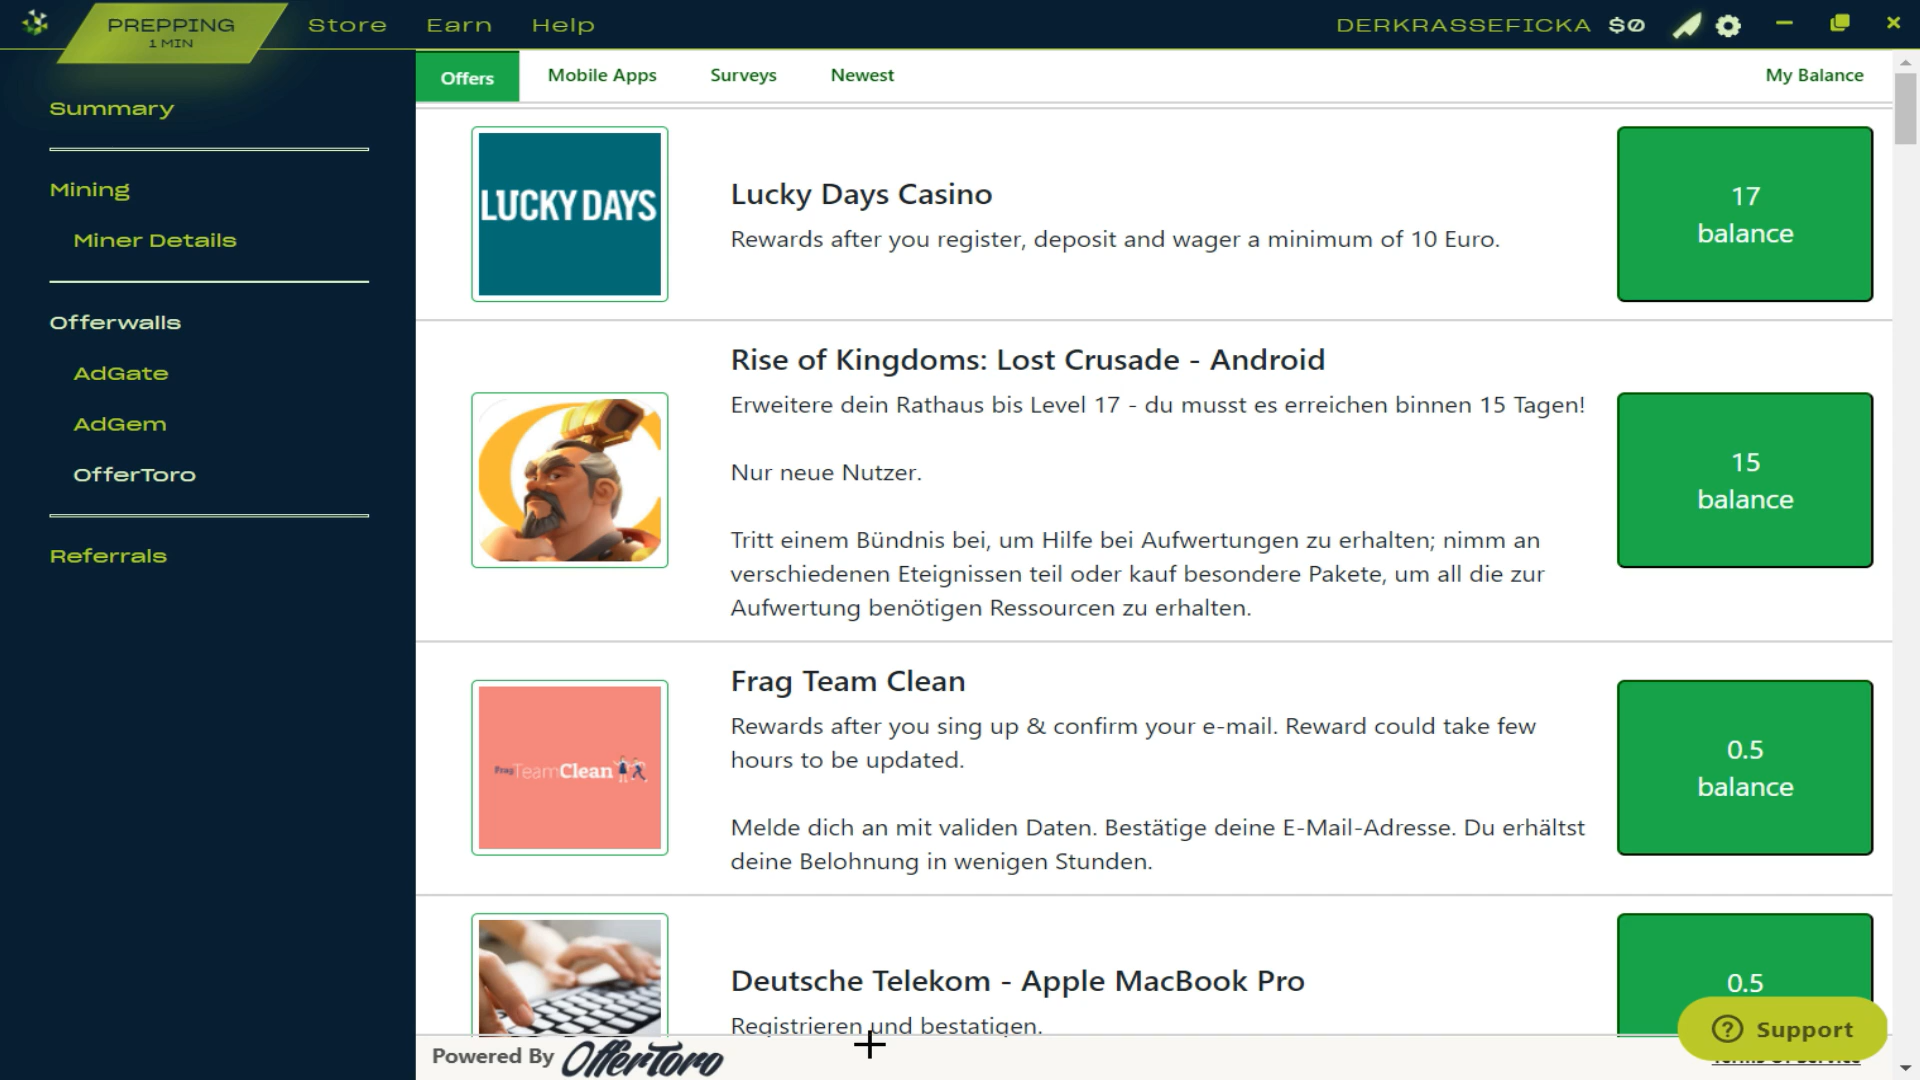 PREPPING
1 MIN
Store
Earn
Help
DERKRASSEFICKA
$0
Summary
Mining
Miner Details
Offerwalls
AdGate
AdGem
OfferToro
Referrals
Offers
Mobile Apps
Surveys
Newest
My Balance
LUCKY DAYS
Lucky Days Casino
Rewards after you register, deposit and wager a minimum of 10 Euro.
17
balance
Rise of Kingdoms: Lost Crusade - Android
Erweitere dein Rathaus bis Level 17 - du musst es erreichen binnen 15 Tagen!
Nur neue Nutzer.
Tritt einem Bündnis bei, um Hilfe bei Aufwertungen zu erhalten; nimm an
verschiedenen Eteignissen teil oder kauf besondere Pakete, um all die zur
Aufwertung benötigen Ressourcen zu erhalten.
15
balance
Frag Team Clean
Frag Team Clean
Rewards after you sing up & confirm your e-mail. Reward could take few
hours to be updated.
Melde dich an mit validen Daten. Bestätige deine E-Mail-Adresse. Du erhältst
deine Belohnung in wenigen Stunden.
0.5
balance
Deutsche Telekom - Apple MacBook Pro
Registrieren und bestatigen.
0.5
Support
Powered By OfferToro
Terms of Service